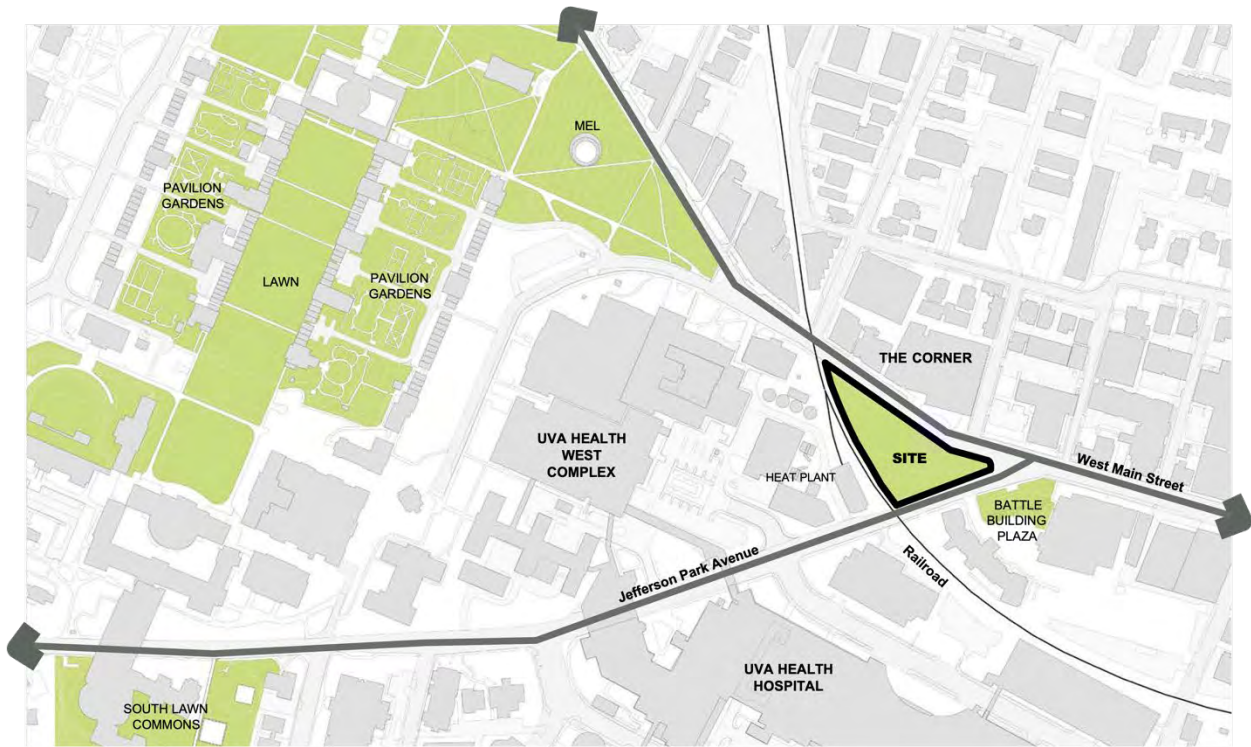 MEL
PAVILION
GARDENS
LAWN
PAVILION
GARDENS
THE CORNER
UVA HEALTH
WEST
COMPLEX
SITE
HEAT PLANT
West Main Street
BATTLE
BUILDING
PLAZA
Jefferson Park Avenue
Railroad
UVA HEALTH
HOSPITAL
SOUTH LAWN
COMMONS